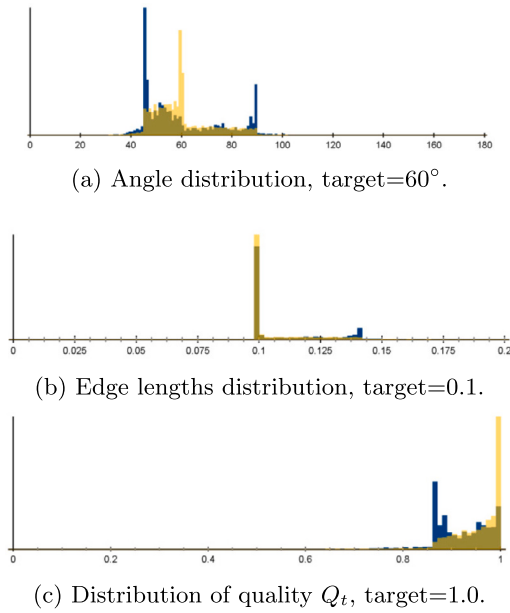 0 20 40 60 80 100 120 140 160 180
(a) Angle distribution, target=60°.
0 0.025 0.05 0.075 0.1 0.125 0.15 0.175 0.2
(b) Edge lengths distribution, target=0.1.
0 0.2 0.4 0.6 0.8 1
(c) Distribution of quality Qt, target=1.0.